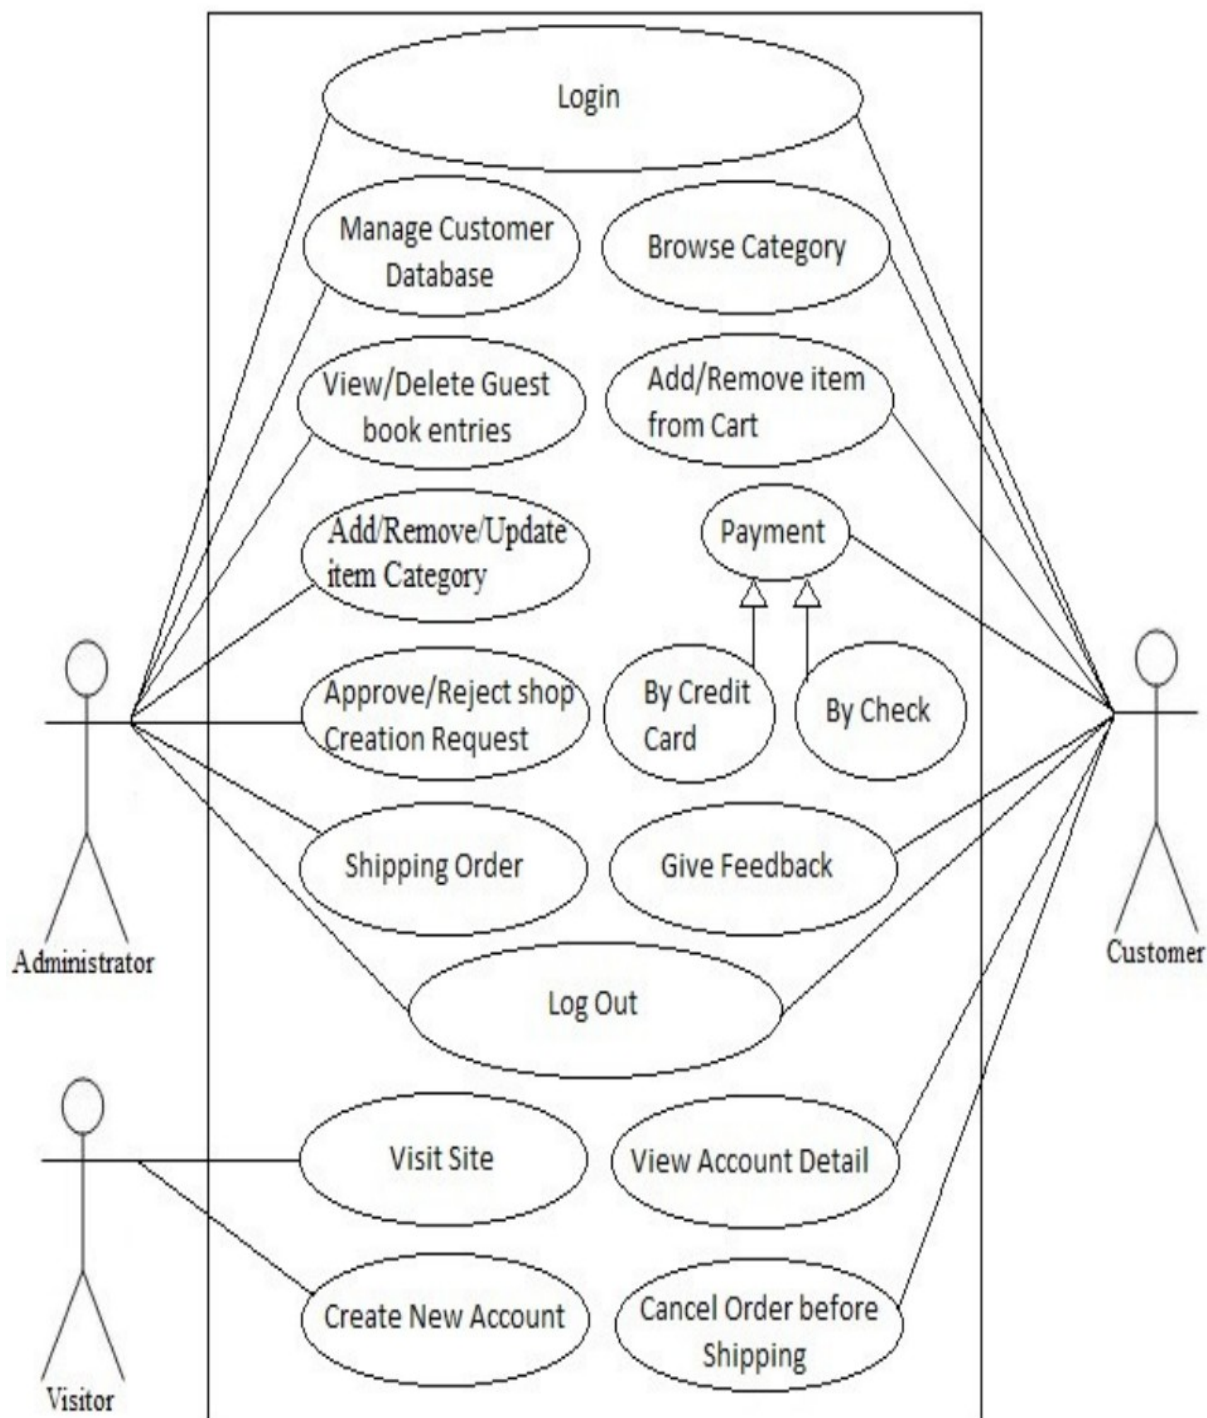 Login
Manage Customer
Database
Browse Category
View/Delete Guest
book entries
Add/Remove item
from Cart
Add/Remove/Update
item Category
Payment
Approve/Reject shop
Creation Request
By Credit
Card
By Check
Shipping Order
Give Feedback
Administrator
Customer
Log Out
Visit Site
View Account Detail
Create New Account
Cancel Order before
Shipping
Visitor